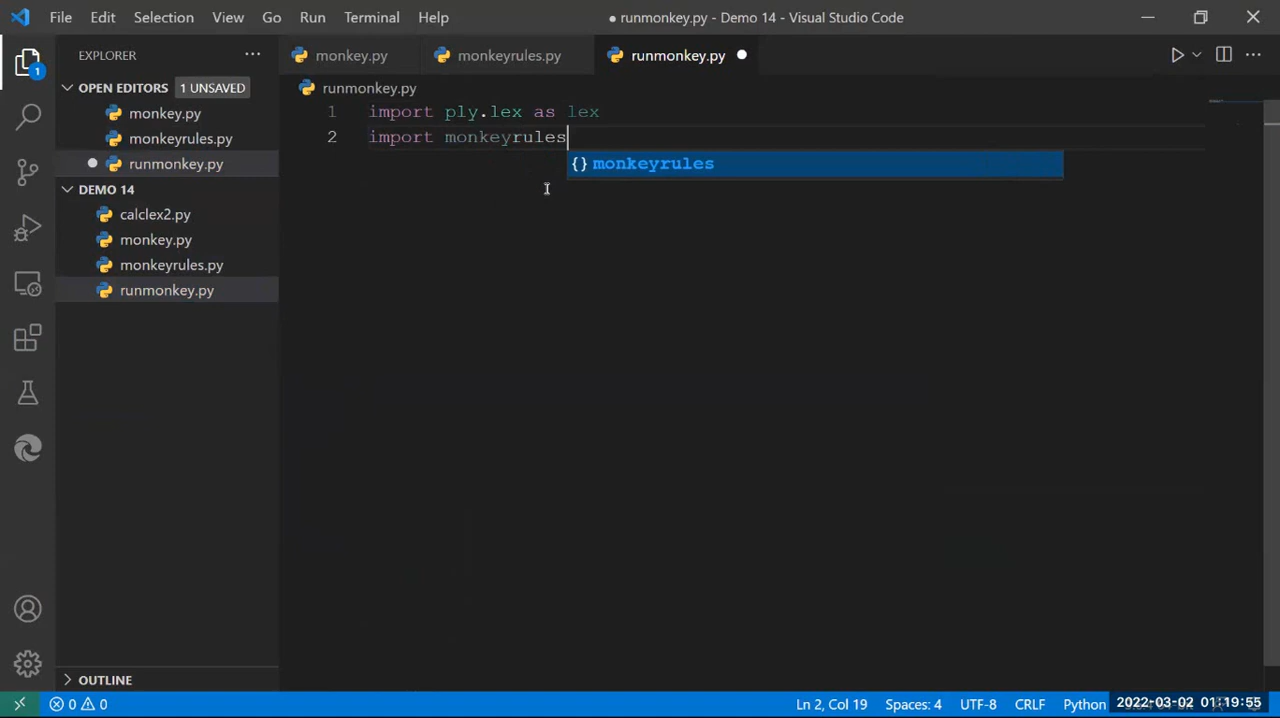 File Edit Selection View Go Run Terminal Help
● runmonkey.py - Demo 14 - Visual Studio Code
EXPLORER
monkey.py
monkeyrules.py
runmonkey.py
OPEN EDITORS 1 UNSAVED
monkey.py
monkeyrules.py
runmonkey.py
DEMO 14
calclex2.py
monkey.py
monkeyrules.py
runmonkey.py
OUTLINE
1
runmonkey.py
1 import ply.lex as lex
2 import monkeyrules
{} monkeyrules
0 0
Ln 2, Col 19 Spaces: 4 UTF-8 CRLF Python
2022-03-02 01:19:55